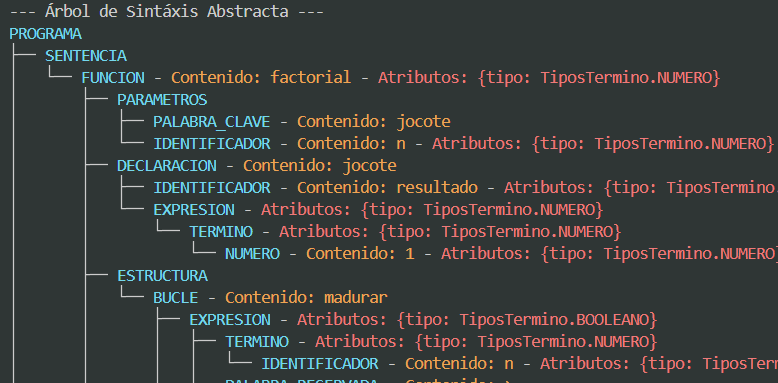 --- Árbol de Sintáxis Abstracta ---
PROGRAMA
SENTENCIA
FUNCION - Contenido: factorial - Atributos: {tipo: TiposTermino.NUMERO}
PARAMETROS
PALABRA_CLAVE - Contenido: jocote
IDENTIFICADOR - Contenido: n - Atributos: {tipo: TiposTermino.NUMERO}
DECLARACION - Contenido: jocote
IDENTIFICADOR - Contenido: resultado - Atributos: {tipo: TiposTermino.
EXPRESION - Atributos: {tipo: TiposTermino.NUMERO}
TERMINO - Atributos: {tipo: TiposTermino.NUMERO}
NUMERO - Contenido: 1 - Atributos: {tipo: TiposTermino.NUMERO}
ESTRUCTURA
BUCLE - Contenido: madurar
EXPRESION - Atributos: {tipo: TiposTermino.BOOLEANO}
TERMINO - Atributos: {tipo: TiposTermino.NUMERO}
IDENTIFICADOR - Contenido: n - Atributos: {tipo: TiposTerm